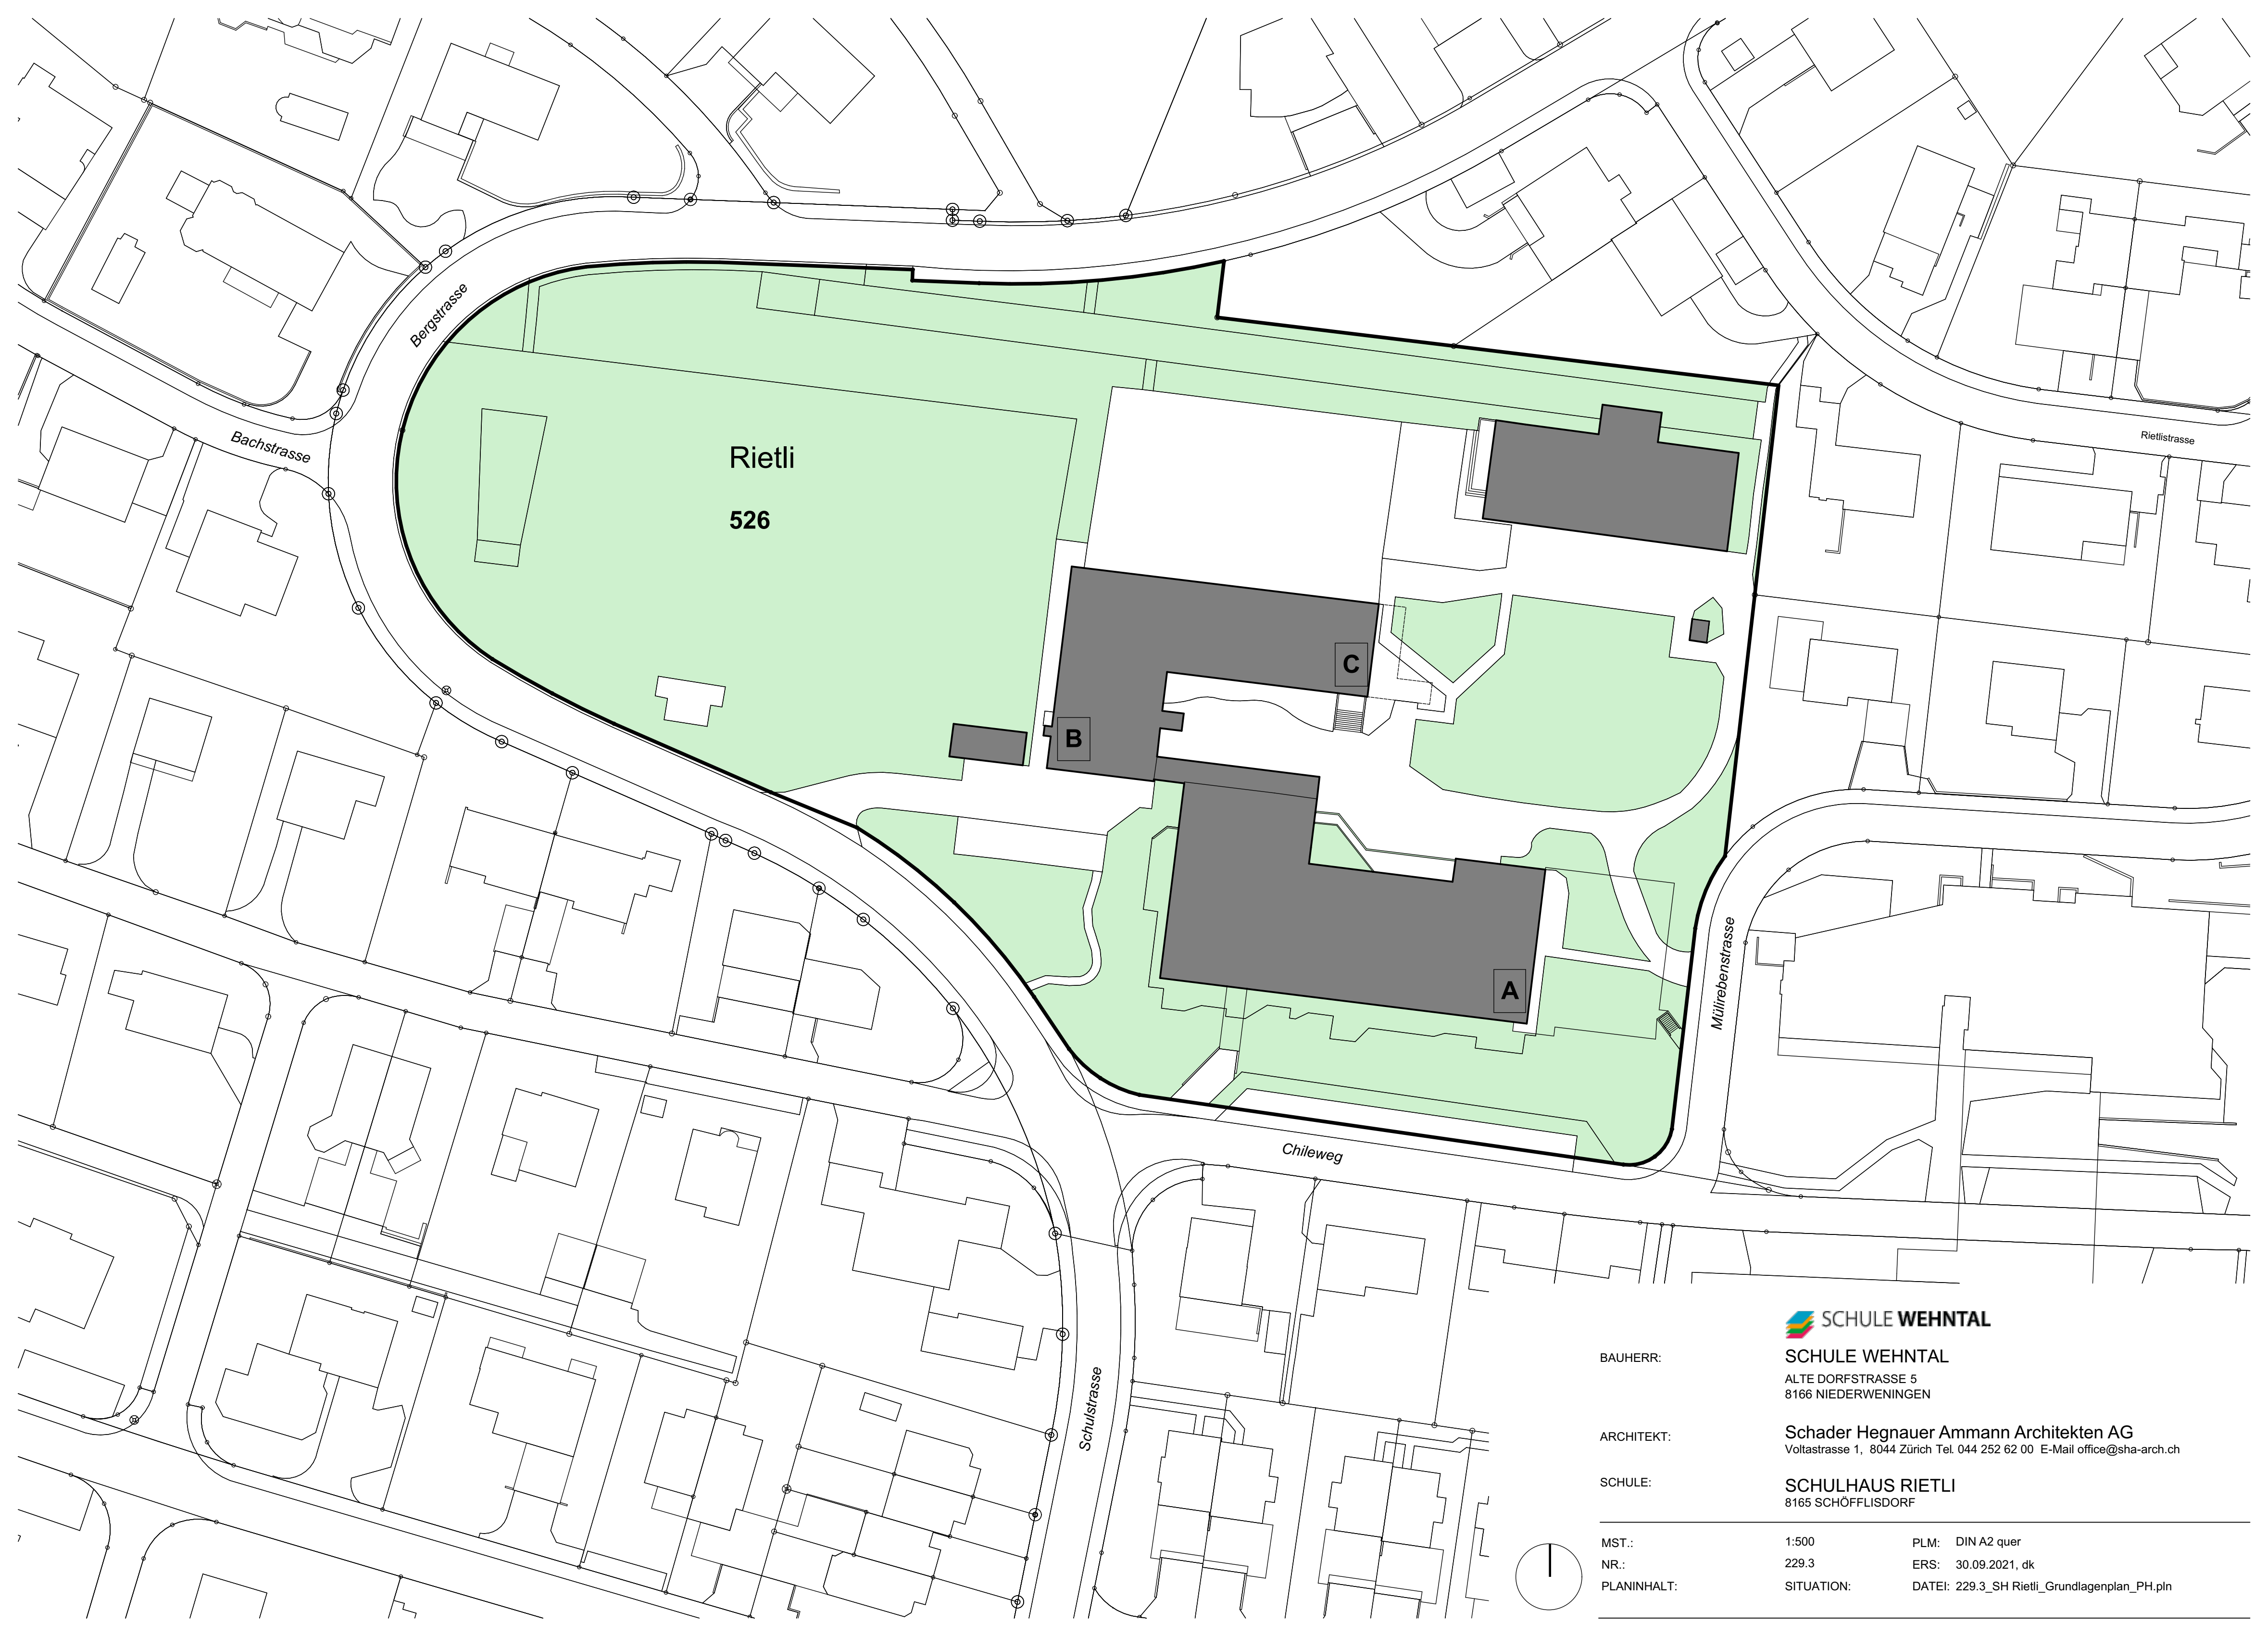 Bergstrasse
Bachstrasse
Rietli
526
Rietlistrasse
C
B
A
Mülirebenstrasse
Chileweg
Schulstrasse
SCHULE WEHNTAL
BAUHERR:
SCHULE WEHNTAL
ALTE DORFSTRASSE 5
8166 NIEDERWENINGEN
ARCHITEKT:
Schader Hegnauer Ammann Architekten AG
Voltastrasse 1, 8044 Zürich Tel. 044 252 62 00 E-Mail office@sha-arch.ch
SCHULE:
SCHULHAUS RIETLI
8165 SCHÖFFLISDORF
MST.: 1:500 PLM: DIN A2 quer
NR.: 229.3 ERS: 30.09.2021, dk
PLANINHALT: SITUATION: DATEI: 229.3_SH Rietli_Grundlagenplan_PH.pln